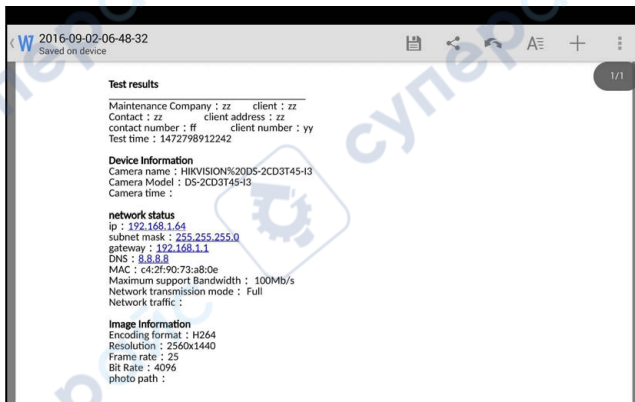 2016-09-02-06-48-32
Saved on device
1/1
Test results
Maintenance Company：zz client：zz
Contact：zz client address：zz
contact number：ff client number：yy
Test time：1472798912242
Device Information
Camera name：HIKVISION%20DS-2CD3T45-I3
Camera Model：DS-2CD3T45-I3
Camera time：
network status
ip：192.168.1.64
subnet mask：255.255.255.0
gateway：192.168.1.1
DNS：8.8.8.8
MAC：c4:2f:90:73:a8:0e
Maximum support Bandwidth： 100Mb/s
Network transmission mode： Full
Network traffic：
Image Information
Encoding format：H264
Resolution：2560x1440
Frame rate：25
Bit Rate：4096
photo path：